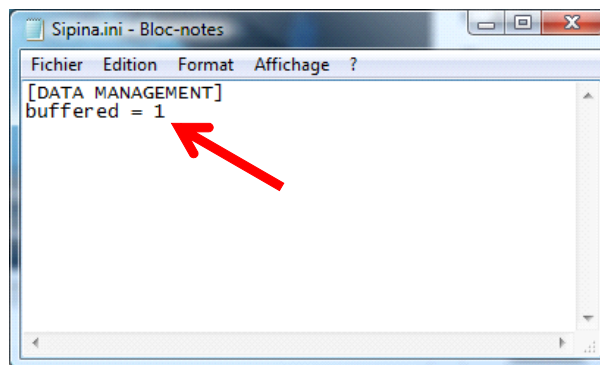 Sipina.ini - Bloc-notes
Fichier Edition Format Affichage ?
[DATA MANAGEMENT]
buffered = 1